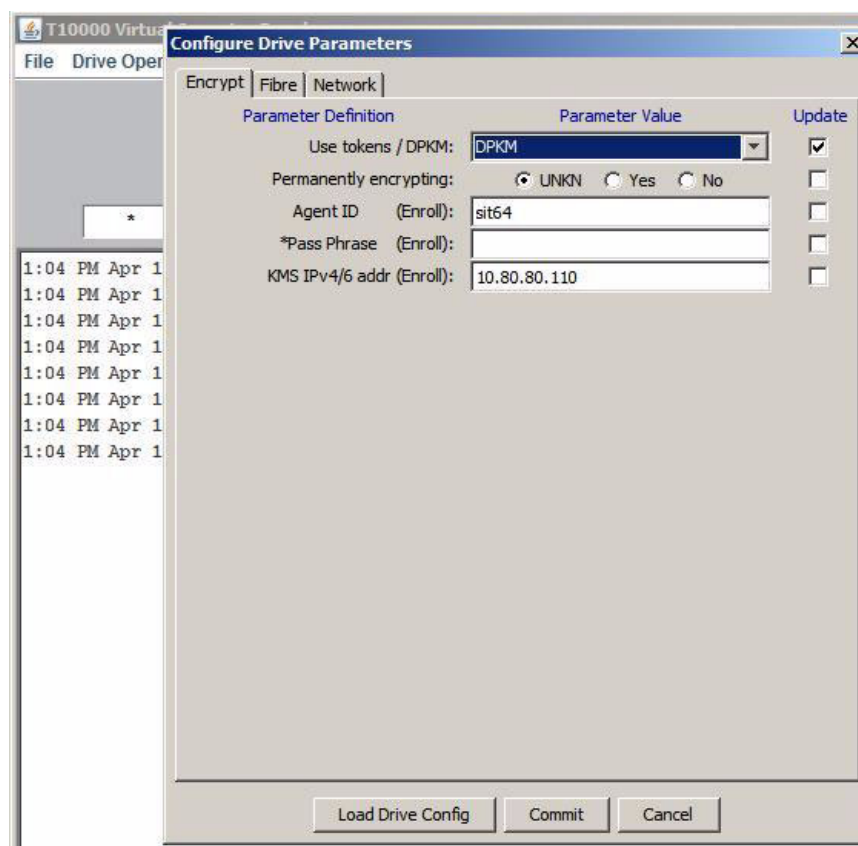 T10000 Virtua
Configure Drive Parameters
File Drive Oper
Encrypt Fibre Network
Parameter Definition Parameter Value Update
Use tokens / DPKM: DPKM
Permanently encrypting: UNKN Yes No
Agent ID (Enroll): sit64
*
*Pass Phrase (Enroll):
KMS IPv4/6 addr (Enroll): 10.80.80.110
1:04 PM Apr 1
1:04 PM Apr 1
1:04 PM Apr 1
1:04 PM Apr 1
1:04 PM Apr 1
1:04 PM Apr 1
1:04 PM Apr 1
1:04 PM Apr 1
Load Drive Config Commit Cancel